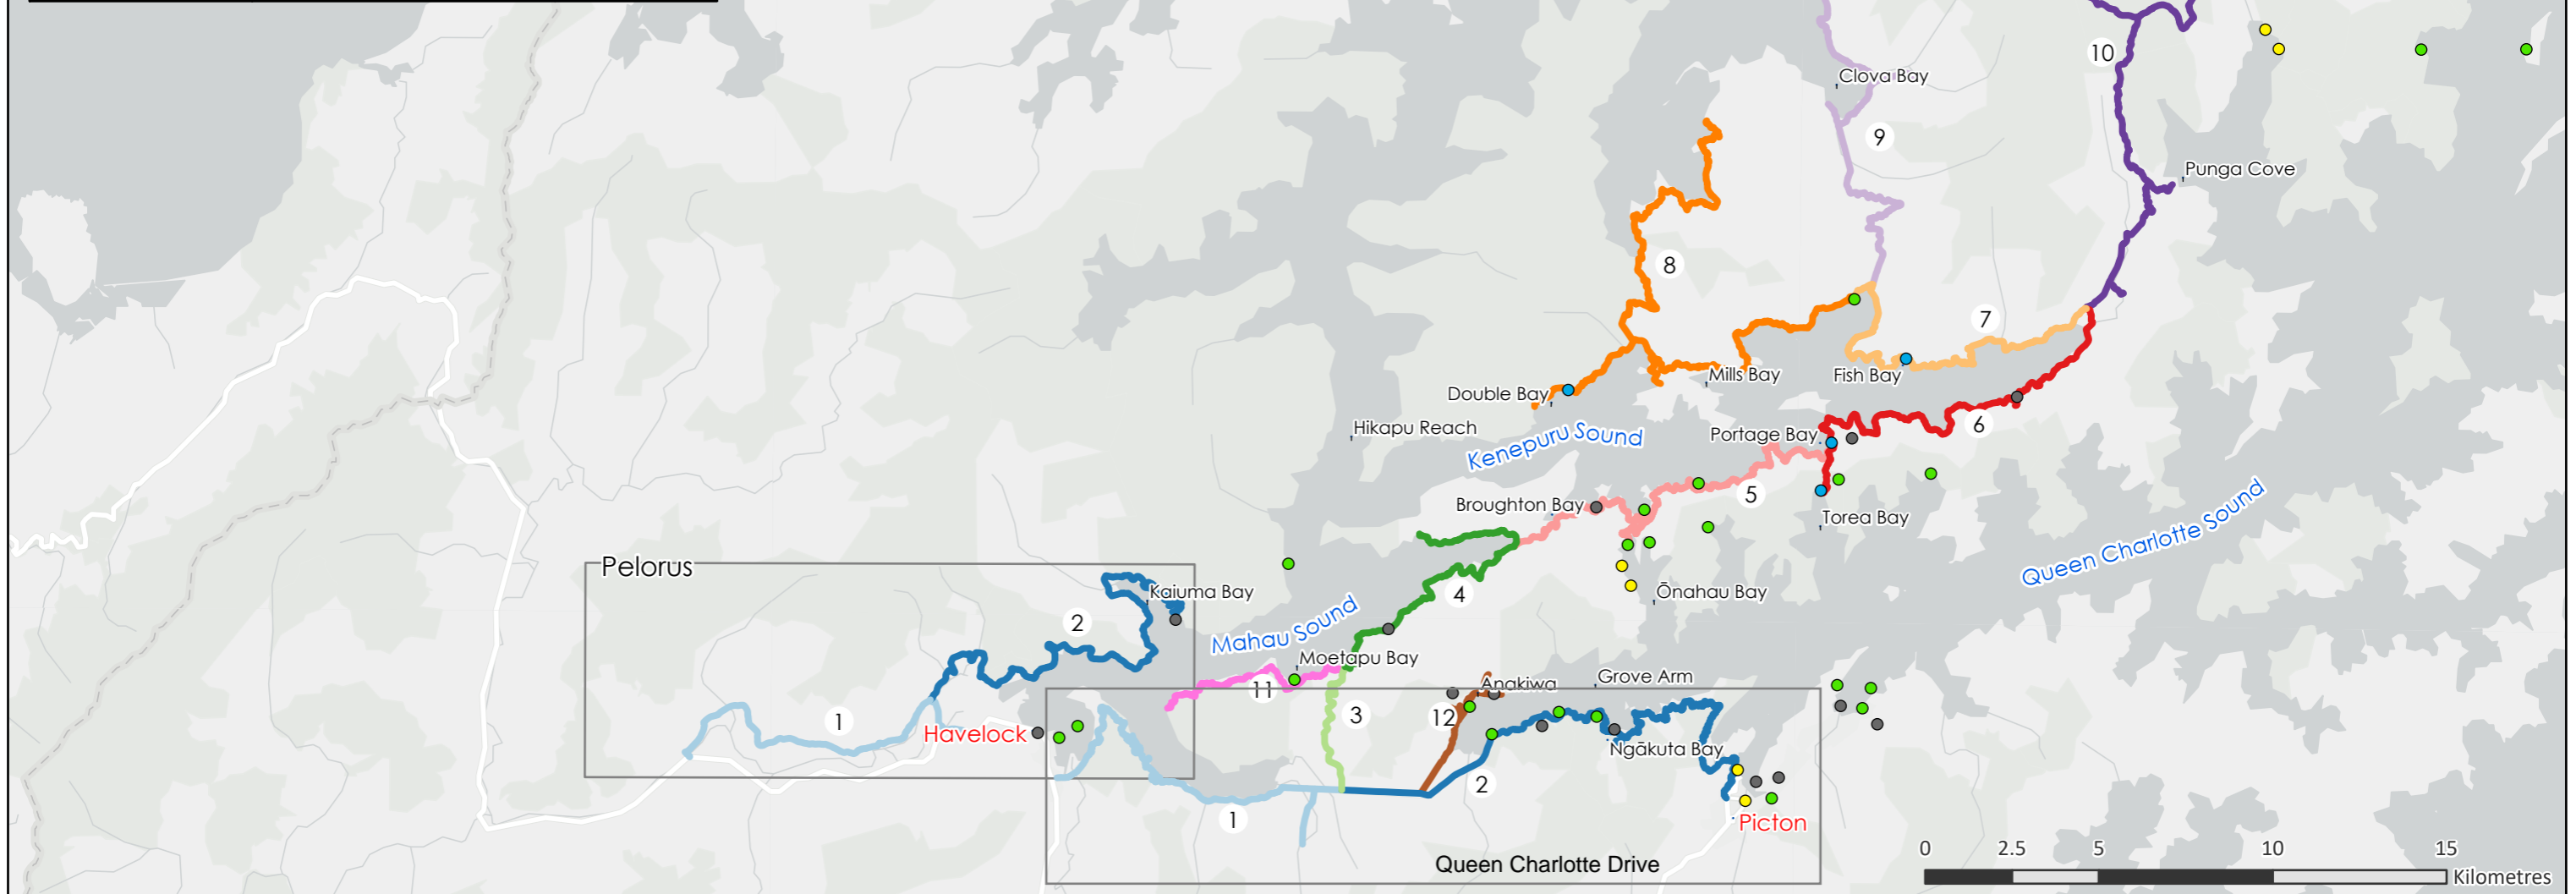 10
Clova Bay
9
Punga Cove
8
7
Mills Bay
Fish Bay
Double Bay
Hikapu Reach
Kenepuru Sound
Portage Bay
6
5
Broughton Bay
Torea Bay
Queen Charlotte Sound
Pelorus
Kaiuma Bay
2
4
Ōnahau Bay
Mahau Sound
Moetapu Bay
11
Anakiwa
Grove Arm
1
Havelock
3
12
Ngākuta Bay
2
1
Picton
Queen Charlotte Drive
0 2.5 5 10 15
Kilometres